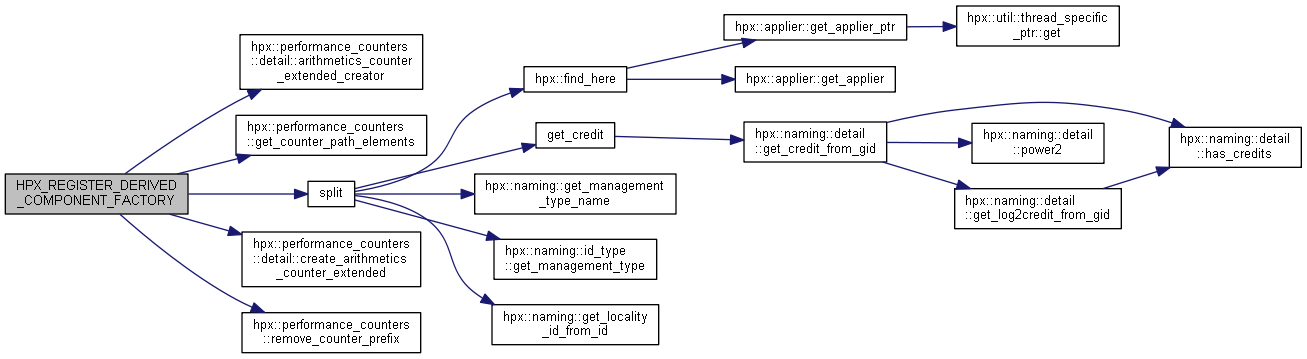 HPX_REGISTER_DERIVED
_COMPONENT_FACTORY
hpx::performance_counters
::detail::arithmetics_counter
_extended_creator
hpx::performance_counters
::get_counter_path_elements
split
hpx::performance_counters
::detail::create_arithmetics
_counter_extended
hpx::performance_counters
::remove_counter_prefix
hpx::find_here
get_credit
hpx::naming::get_management
_type_name
hpx::naming::id_type
::get_management_type
hpx::naming::get_locality
_id_from_id
hpx::applier::get_applier_ptr
hpx::applier::get_applier
hpx::naming::detail
::get_credit_from_gid
hpx::util::thread_specific
_ptr::get
hpx::naming::detail
::power2
hpx::naming::detail
::get_log2credit_from_gid
hpx::naming::detail
::has_credits